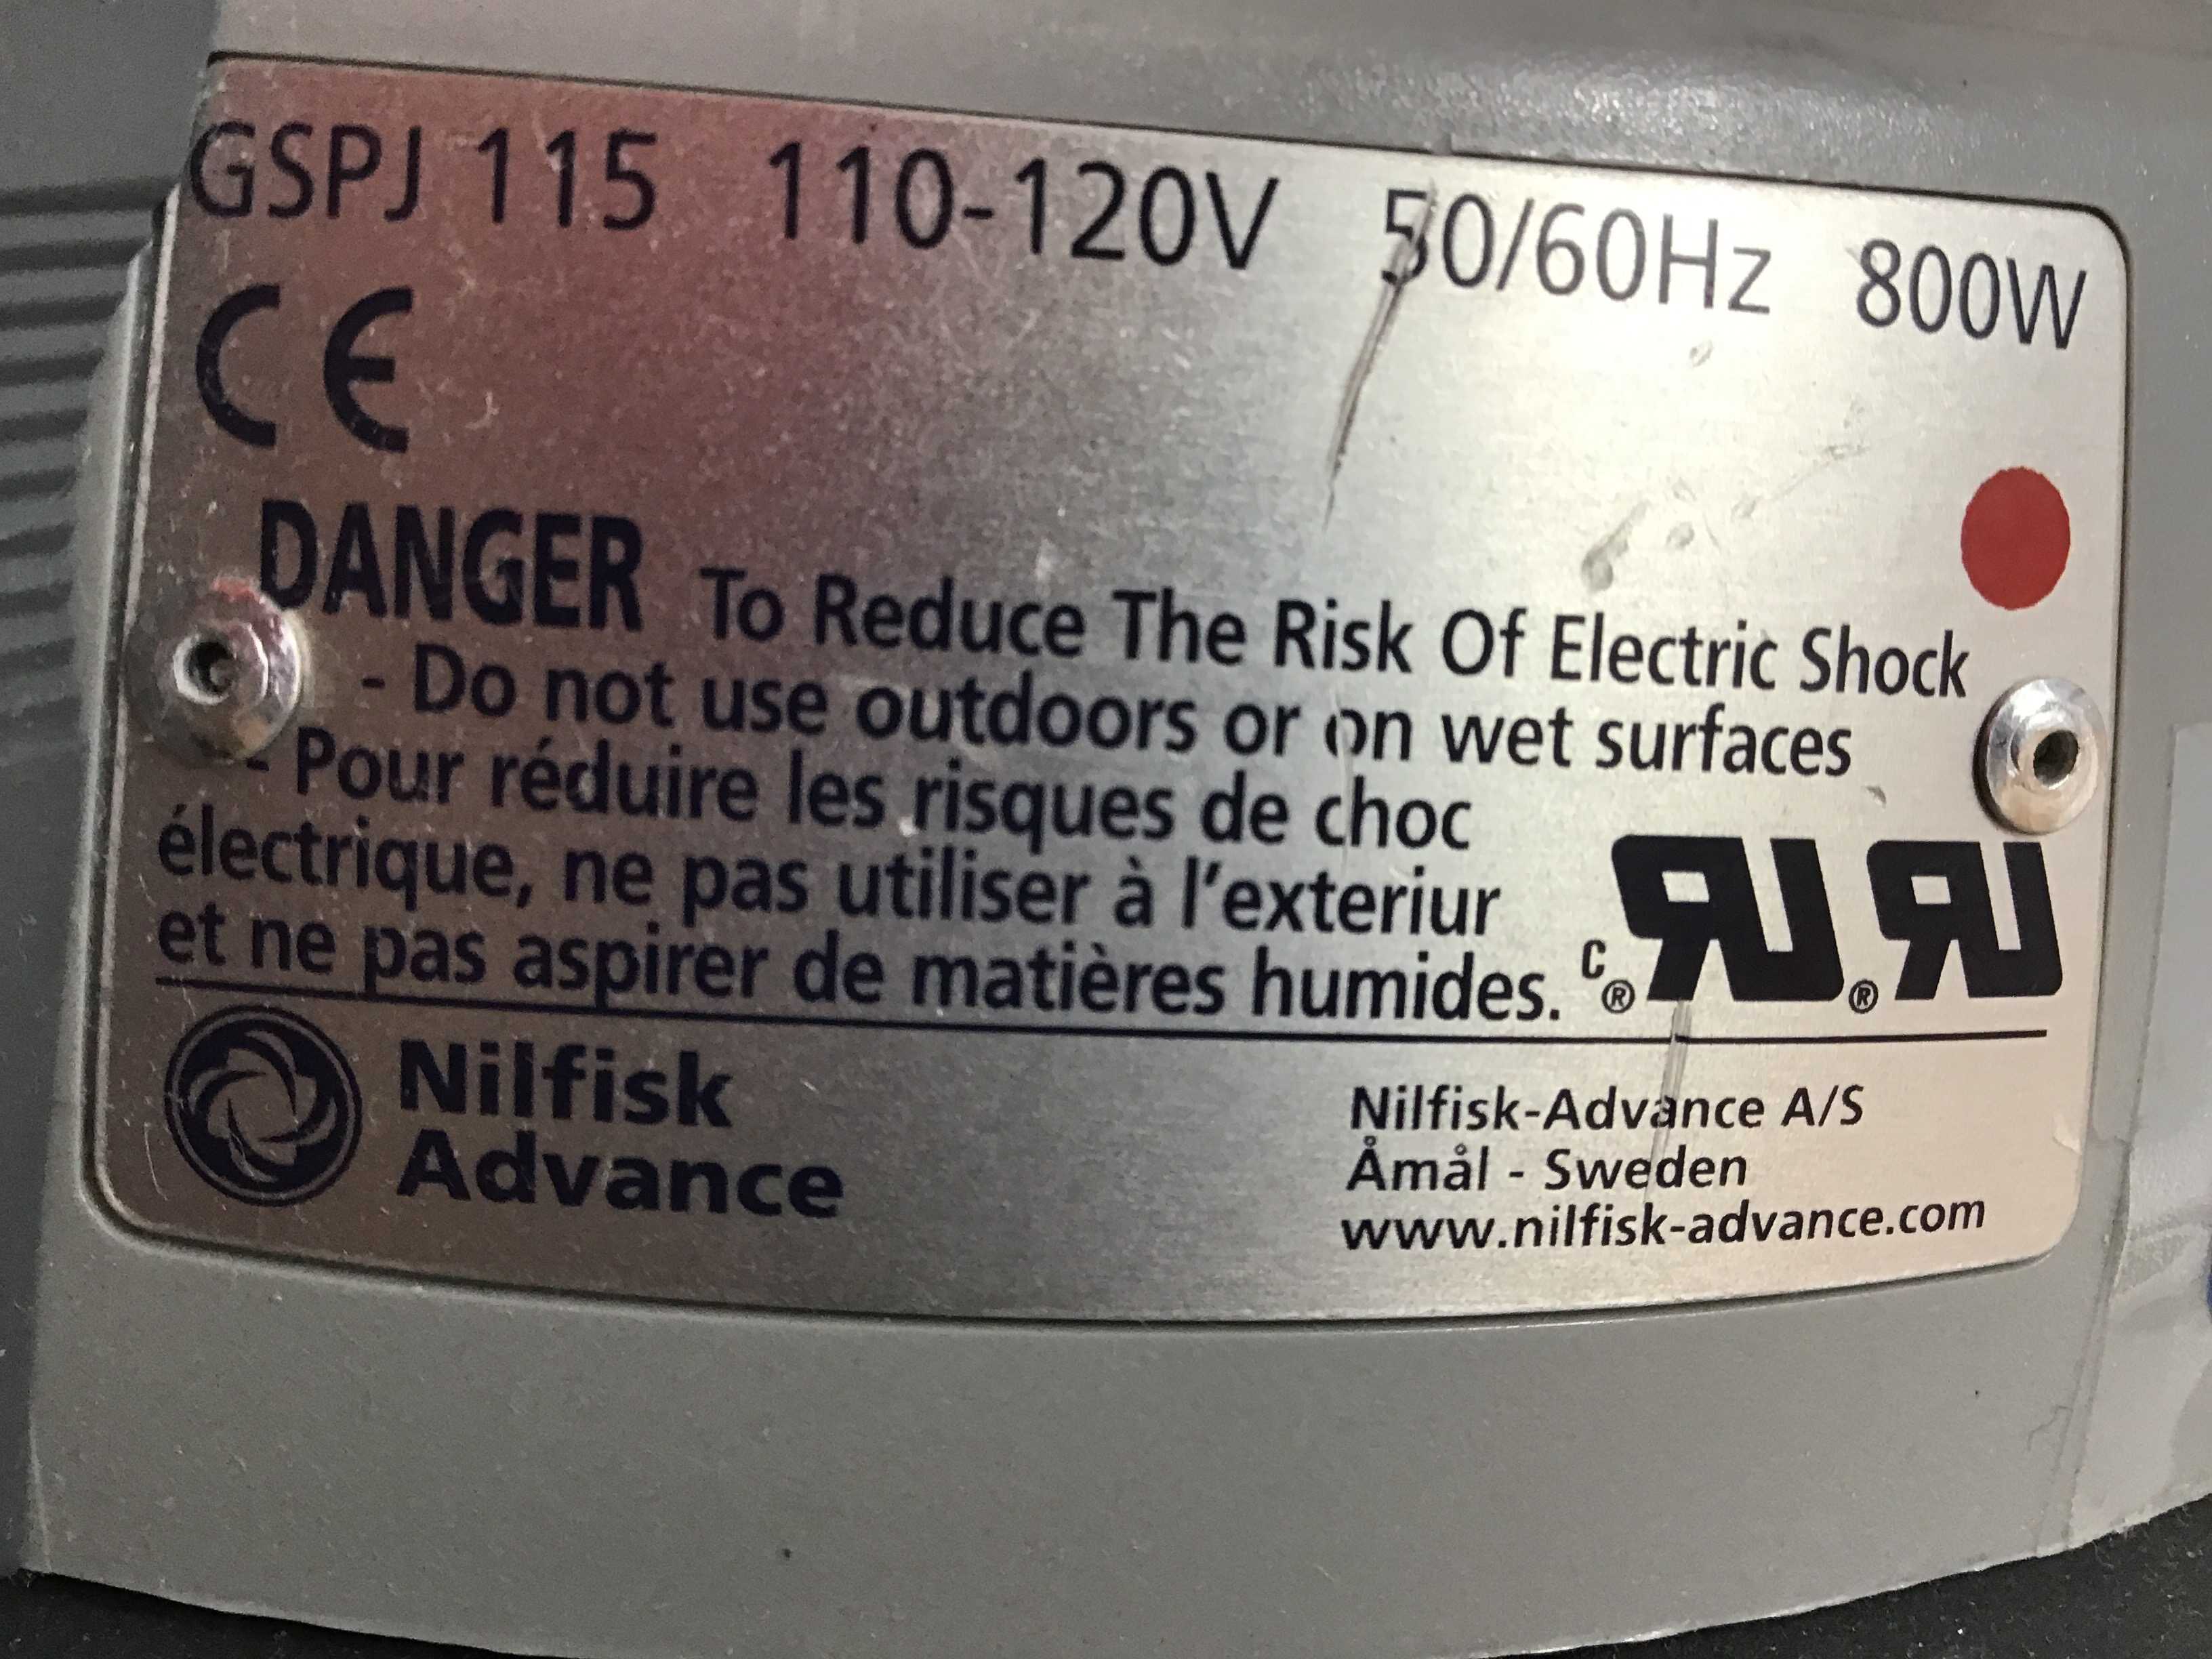 GSPJ 115 110-120V 50/60Hz 800W
CE
DANGER To Reduce The Risk Of Electric Shock
- Do not use outdoors or on wet surfaces
- Pour réduire les risques de choc
électrique, ne pas utiliser à l'exteriur
et ne pas aspirer de matières humides.
c ® RU ® RU
Nilfisk
Advance
Nilfisk-Advance A/S
Åmål - Sweden
www.nilfisk-advance.com